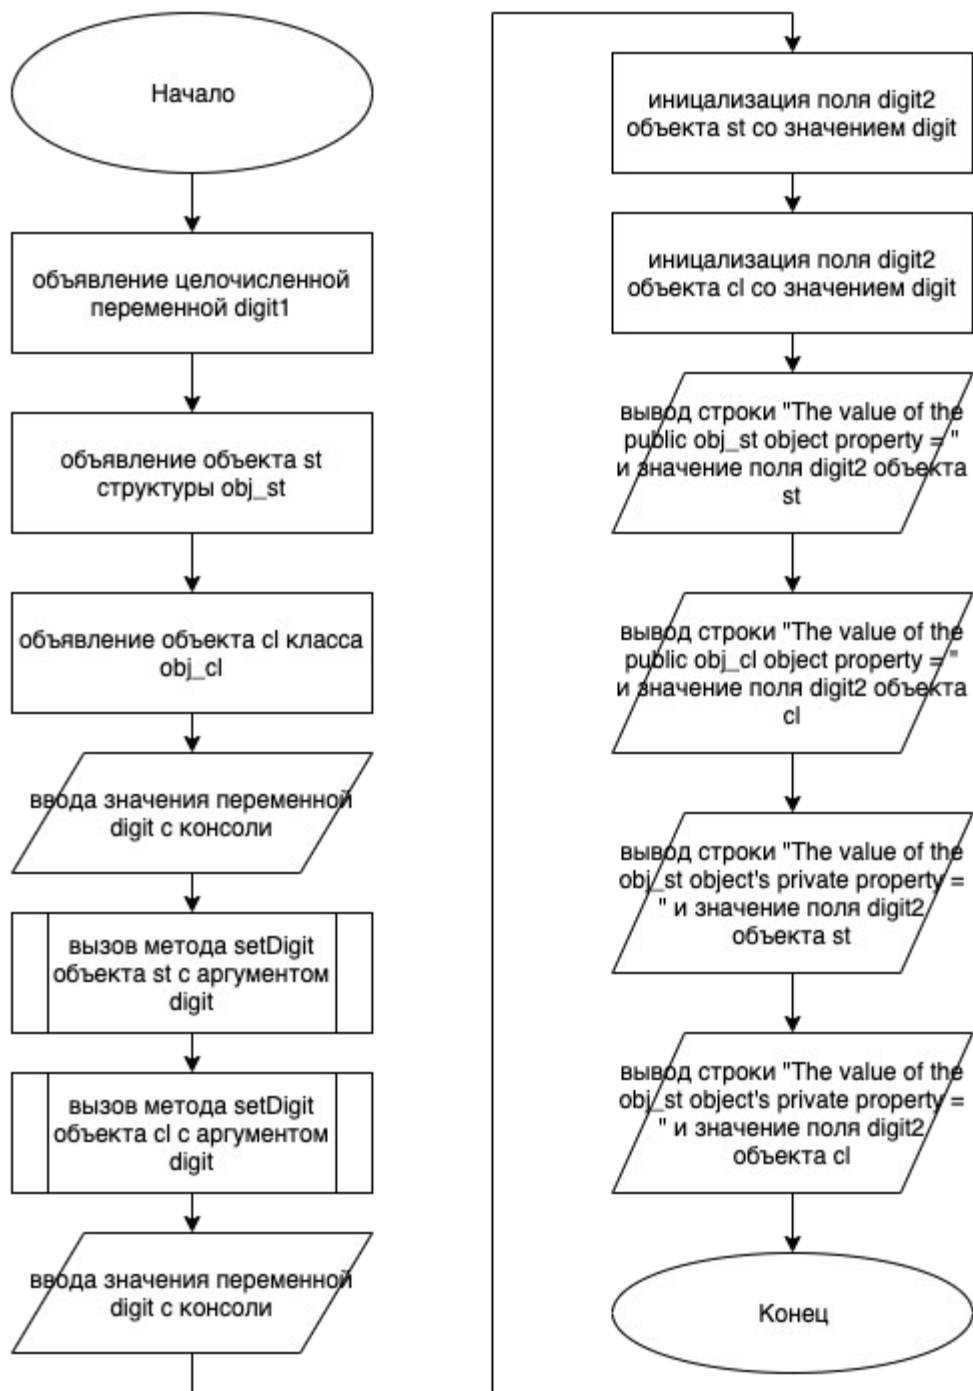 Начало
объявление целочисленной
переменной digit1
объявление объекта st
структуры obj_st
объявление объекта cl класса
obj_cl
ввода значения переменной
digit с консоли
вызов метода setDigit
объекта st с аргументом
digit
вызов метода setDigit
объекта cl с аргументом
digit
ввода значения переменной
digit с консоли
иницализация поля digit2
объекта st со значением digit
иницализация поля digit2
объекта cl со значением digit
вывод строки "The value of the
public obj_st object property = "
и значение поля digit2 объекта
st
вывод строки "The value of the
public obj_cl object property = "
и значение поля digit2 объекта
cl
вывод строки "The value of the
obj_st object's private property =
" и значение поля digit2
объекта st
вывод строки "The value of the
obj_st object's private property =
" и значение поля digit2
объекта cl
Конец